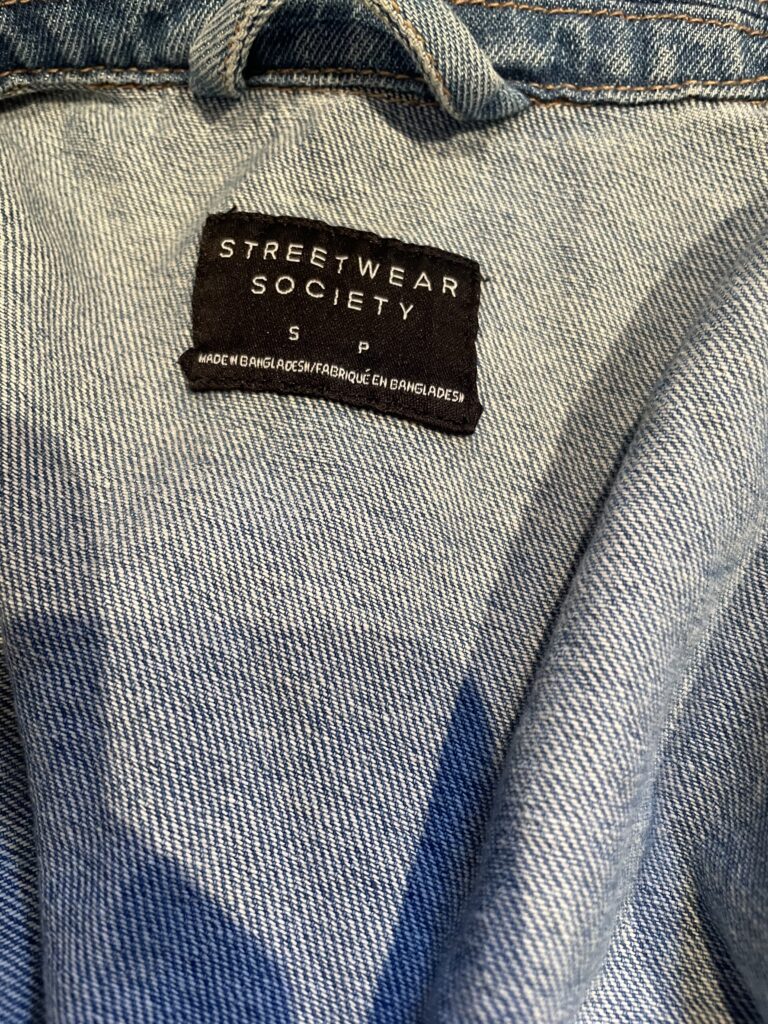 STREETWEAR
SOCIETY
S P
MADE IN BANGLADESH/FABRIQUÉ EN BANGLADESH